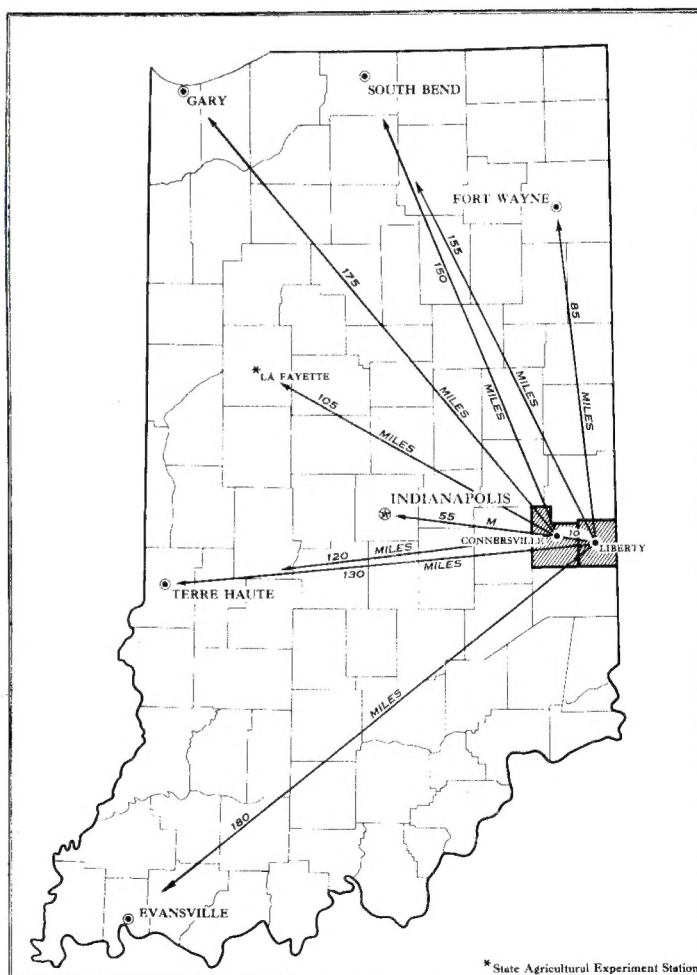 SOUTH BEND
GARY
FORT WAYNE
155
150
175
85
*LA FAYETTE
105
MILES
MILES
MILES
MILES
MILES
INDIANAPOLIS
55 M
CONNERSVILLE
10
LIBERTY
120 MILES
130 MILES
TERRE HAUTE
MILES
180
EVANSVILLE
*State Agricultural Experiment Station